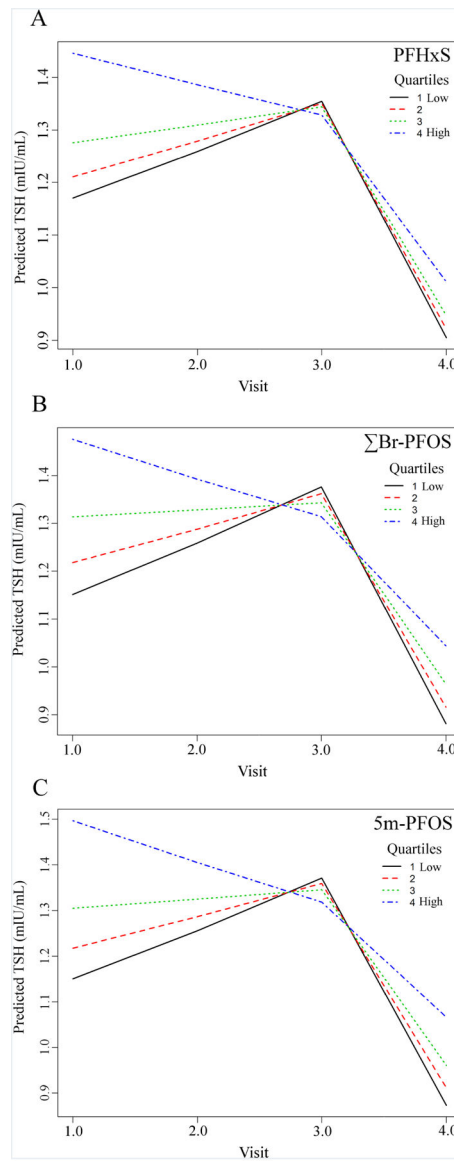 A
PFHxS
Quartiles
1 Low
2
3
4 High
Predicted TSH (mIU/mL)
1.4
1.3
1.2
1.1
1.0
0.9
1.0 2.0 3.0 4.0
Visit
B
∑Br-PFOS
Quartiles
1 Low
2
3
4 High
Predicted TSH (mIU/mL)
1.4
1.3
1.2
1.1
1.0
0.9
1.0 2.0 3.0 4.0
Visit
C
5m-PFOS
Quartiles
1 Low
2
3
4 High
Predicted TSH (mIU/mL)
1.5
1.4
1.3
1.2
1.1
1.0
0.9
1.0 2.0 3.0 4.0
Visit